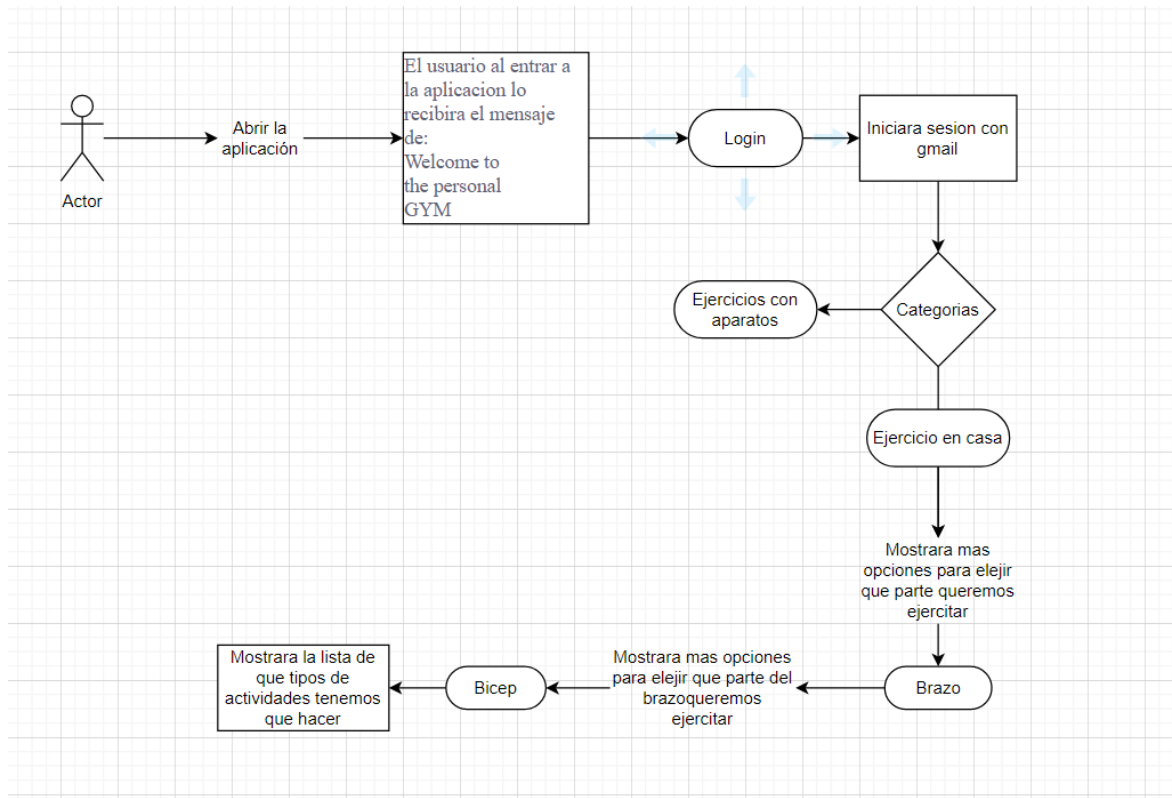 Actor
Abrir la
aplicación
El usuario al entrar a
la aplicacion lo
recibira el mensaje
de:
Welcome to
the personal
GYM
Login
Iniciara sesion con
gmail
Categorias
Ejercicios con
aparatos
Ejercicio en casa
Mostrara mas
opciones para elejir
que parte queremos
ejercitar
Brazo
Mostrara mas opciones
para elejir que parte del
brazoqueremos
ejercitar
Bicep
Mostrara la lista de
que tipos de
actividades tenemos
que hacer